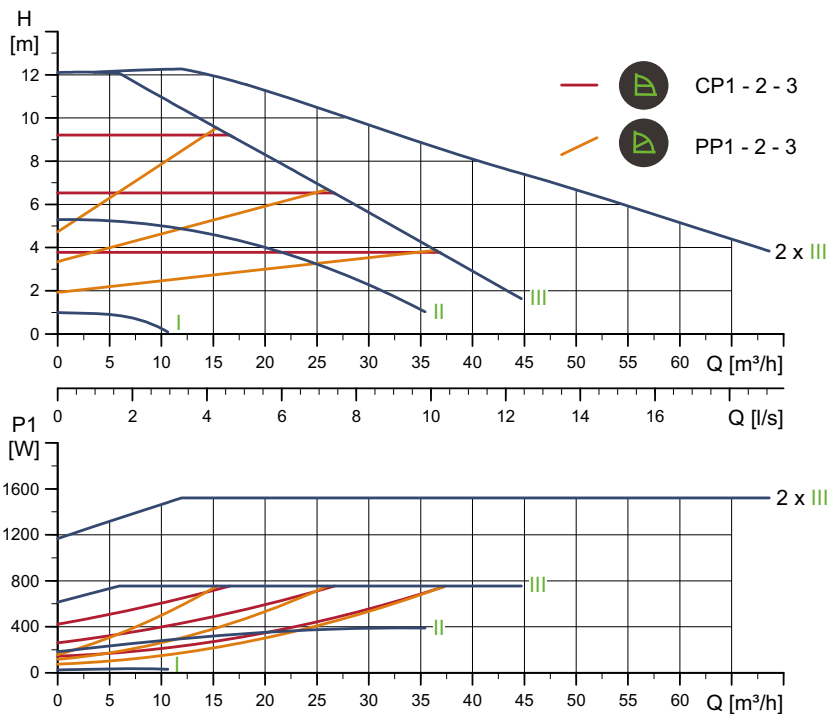 H
[m]
12
10
8
6
4
2
0
CP1 - 2 - 3
PP1 - 2 - 3
2 x III
III
II
I
0 5 10 15 20 25 30 35 40 45 50 55 60 Q [m³/h]
0 2 4 6 8 10 12 14 16 Q [l/s]
P1
[W]
1600
1200
800
400
0
2 x III
III
II
I
0 5 10 15 20 25 30 35 40 45 50 55 60 Q [m³/h]